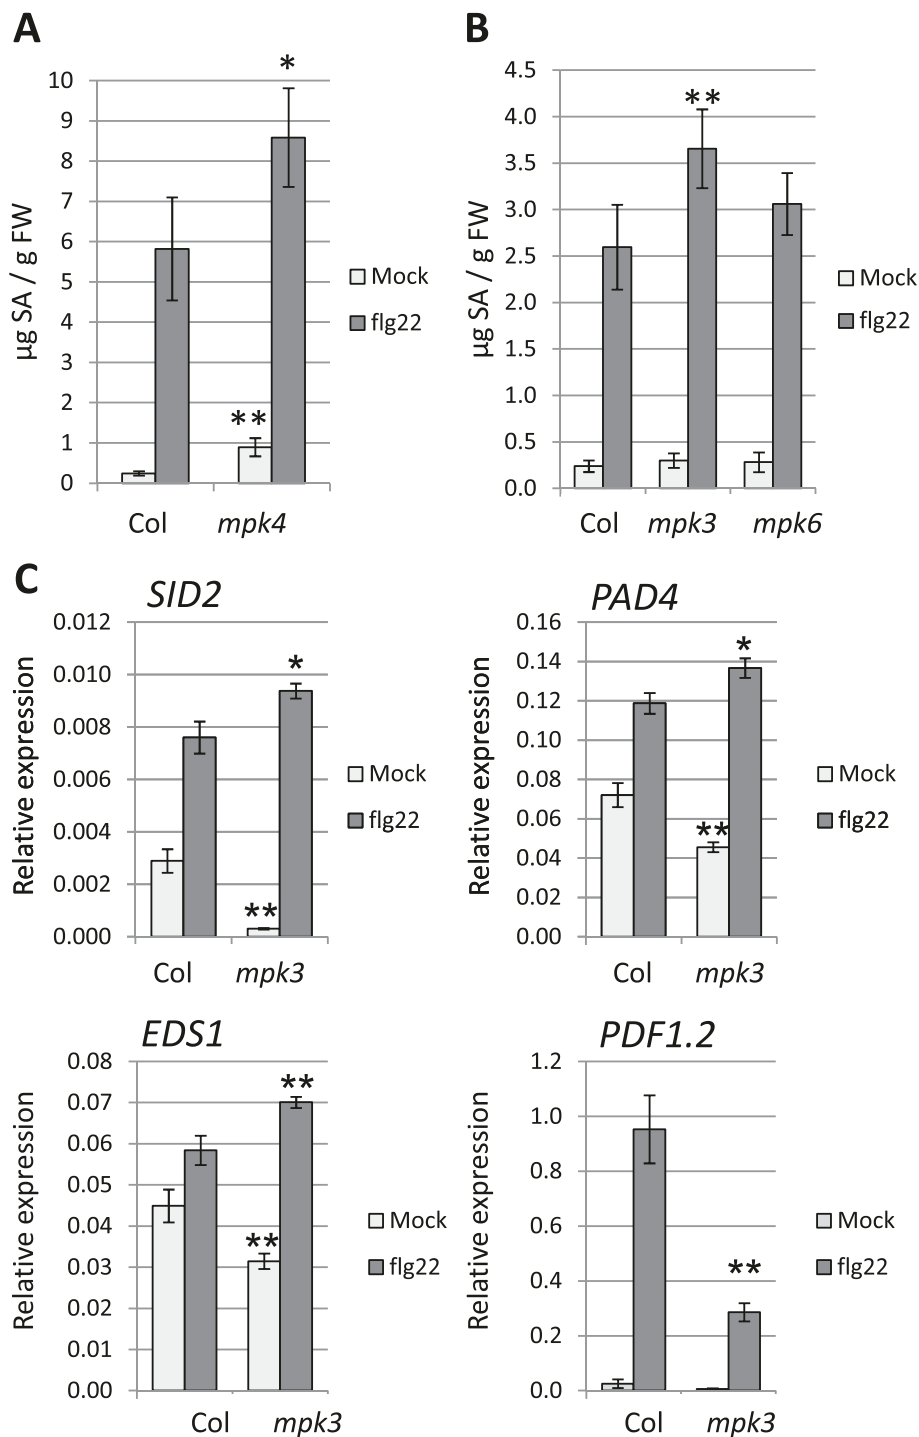 A
µg SA / g FW
10
9
8
7
6
5
4
3
2
1
0
*
**
Col
mpk4
Mock
flg22
B
µg SA / g FW
4.5
4.0
3.5
3.0
2.5
2.0
1.5
1.0
0.5
0.0
**
Col
mpk3
mpk6
Mock
flg22
C
SID2
Relative expression
0.012
0.010
0.008
0.006
0.004
0.002
0.000
*
**
Col
mpk3
Mock
flg22
PAD4
Relative expression
0.16
0.14
0.12
0.10
0.08
0.06
0.04
0.02
0.00
*
**
Col
mpk3
Mock
flg22
EDS1
Relative expression
0.08
0.07
0.06
0.05
0.04
0.03
0.02
0.01
0.00
**
**
Col
mpk3
Mock
flg22
PDF1.2
Relative expression
1.2
1.0
0.8
0.6
0.4
0.2
0.0
**
Col
mpk3
Mock
flg22